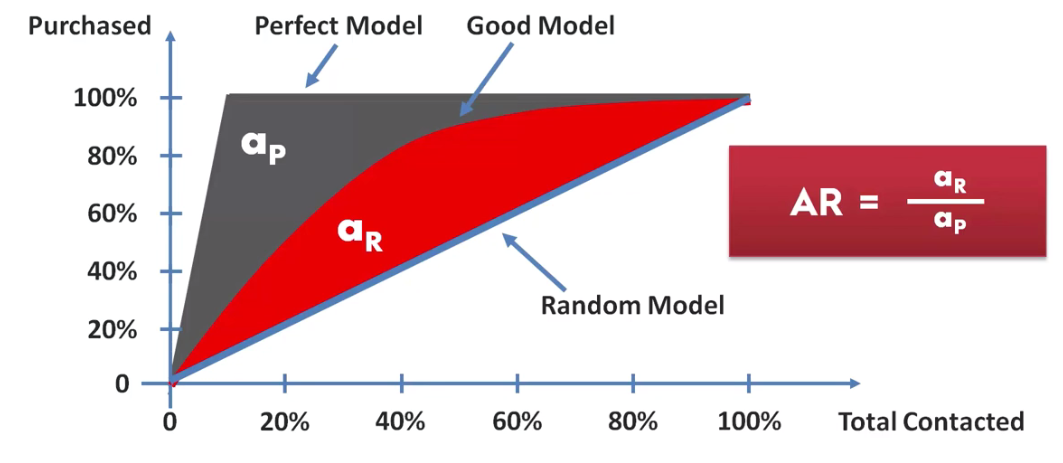 Purchased
Perfect Model
Good Model
100%
80%
60%
40%
20%
0
aP
aR
AR = aR / aP
Random Model
0
20%
40%
60%
80%
100%
Total Contacted